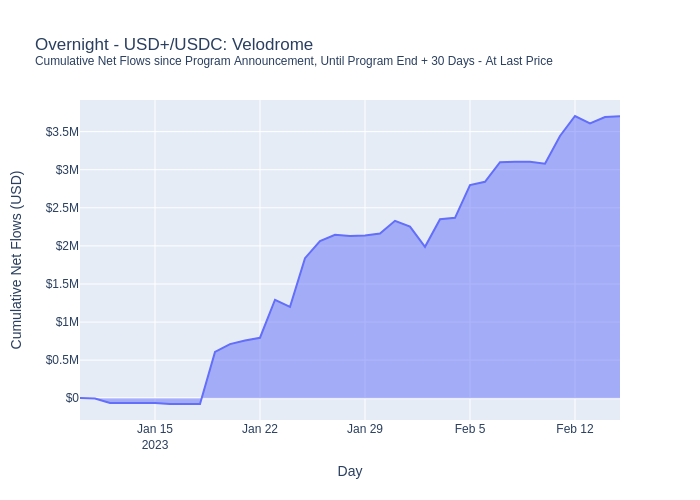 Overnight - USD+/USDC: Velodrome
Cumulative Net Flows since Program Announcement, Until Program End + 30 Days - At Last Price
Cumulative Net Flows (USD)
$3.5M
$3M
$2.5M
$2M
$1.5M
$1M
$0.5M
$0
Jan 15
2023
Jan 22
Jan 29
Feb 5
Feb 12
Day